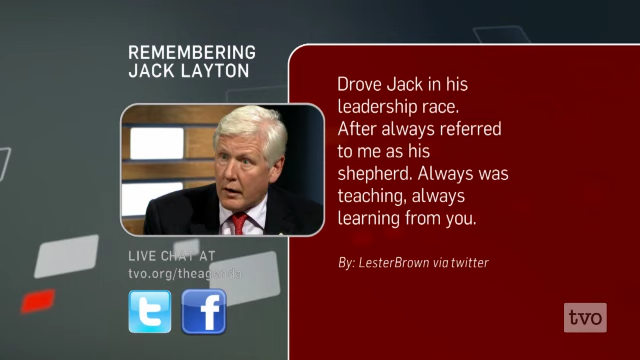 REMEMBERING
JACK LAYTON
Drove Jack in his
leadership race.
After always referred
to me as his
shepherd. Always was
teaching, always
learning from you.
By: LesterBrown via twitter
LIVE CHAT AT
tvo.org/theagenda
t f
tvo